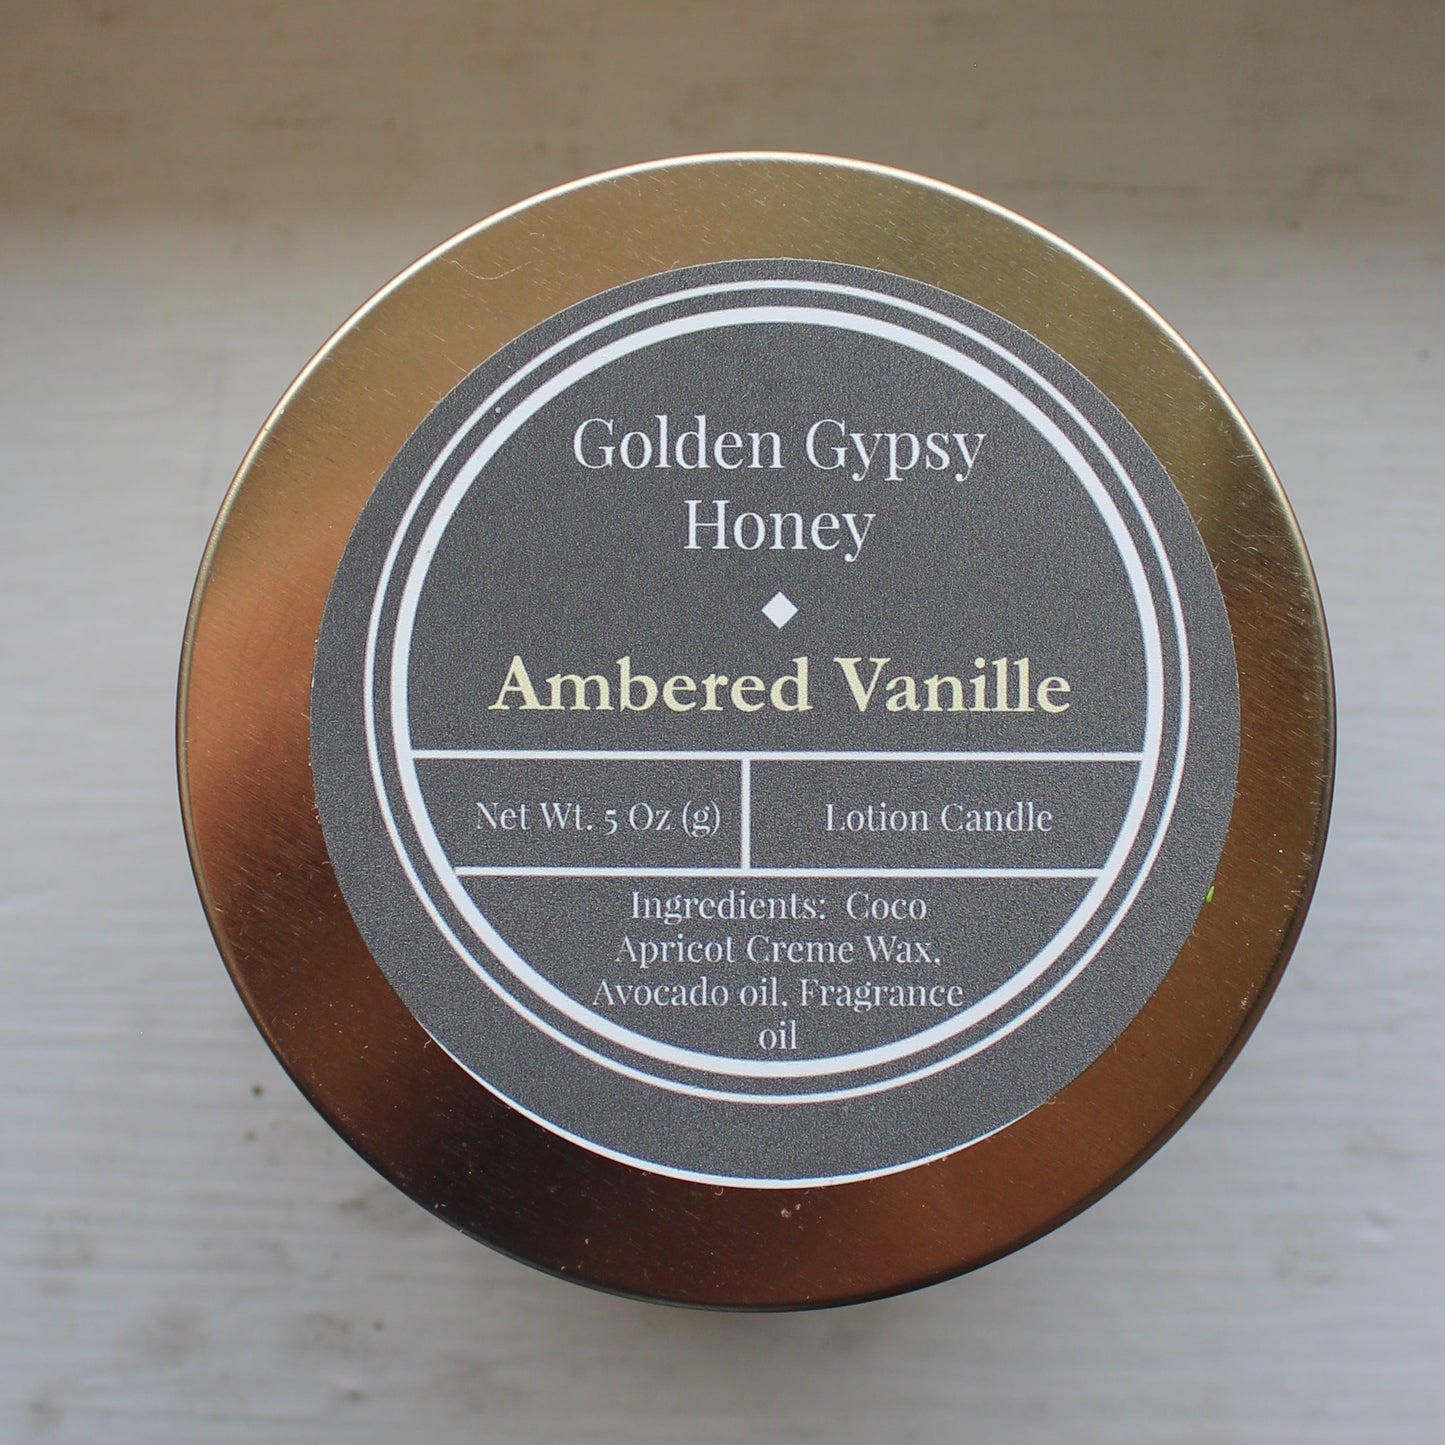 Golden Gypsy
Honey
Ambered Vanille
Net Wt. 5 Oz (g)
Lotion Candle
Ingredients: Coco
Apricot Creme Wax,
Avocado oil, Fragrance
oil